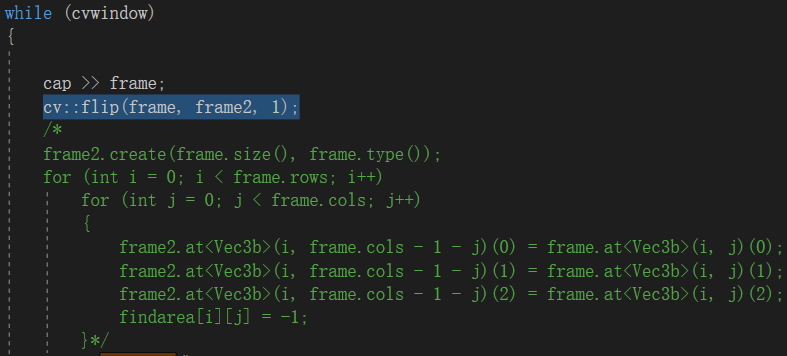 while (cvwindow)
{
cap >> frame;
cv::flip(frame, frame2, 1);
/*
frame2.create(frame.size(), frame.type());
for (int i = 0; i < frame.rows; i++)
for (int j = 0; j < frame.cols; j++)
{
frame2.at<Vec3b>(i, frame.cols - 1 - j)(0) = frame.at<Vec3b>(i, j)(0);
frame2.at<Vec3b>(i, frame.cols - 1 - j)(1) = frame.at<Vec3b>(i, j)(1);
frame2.at<Vec3b>(i, frame.cols - 1 - j)(2) = frame.at<Vec3b>(i, j)(2);
findarea[i][j] = -1;
}*/